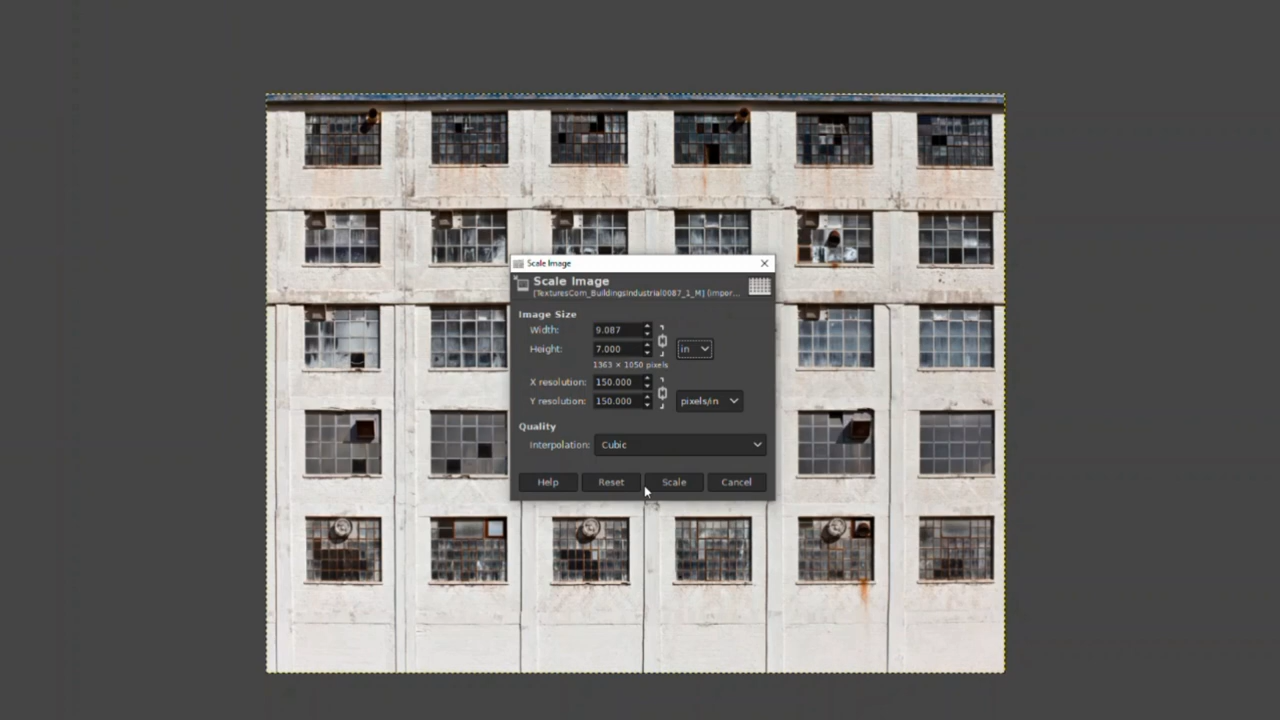 Scale Image
Scale Image
[TexturesCom_BuildingsIndustrial0087_1_M] (impor...
Image Size
Width: 9.087
Height: 7.000 in
1363 × 1050 pixels
X resolution: 150.000
Y resolution: 150.000 pixels/in
Quality
Interpolation: Cubic
Help Reset Scale Cancel